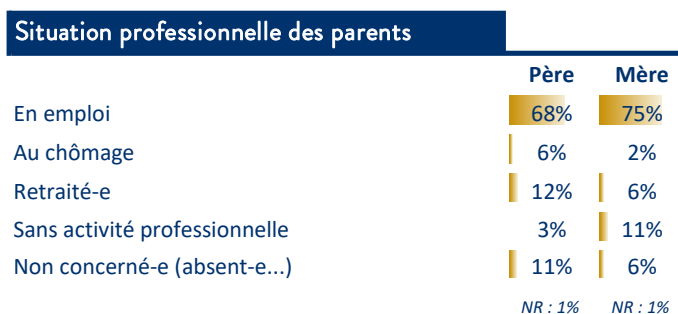 Situation professionnelle des parents
Père Mère
En emploi 68% 75%
Au chômage 6% 2%
Retraité-e 12% 6%
Sans activité professionnelle 3% 11%
Non concerné-e (absent-e...) 11% 6%
NR : 1% NR : 1%